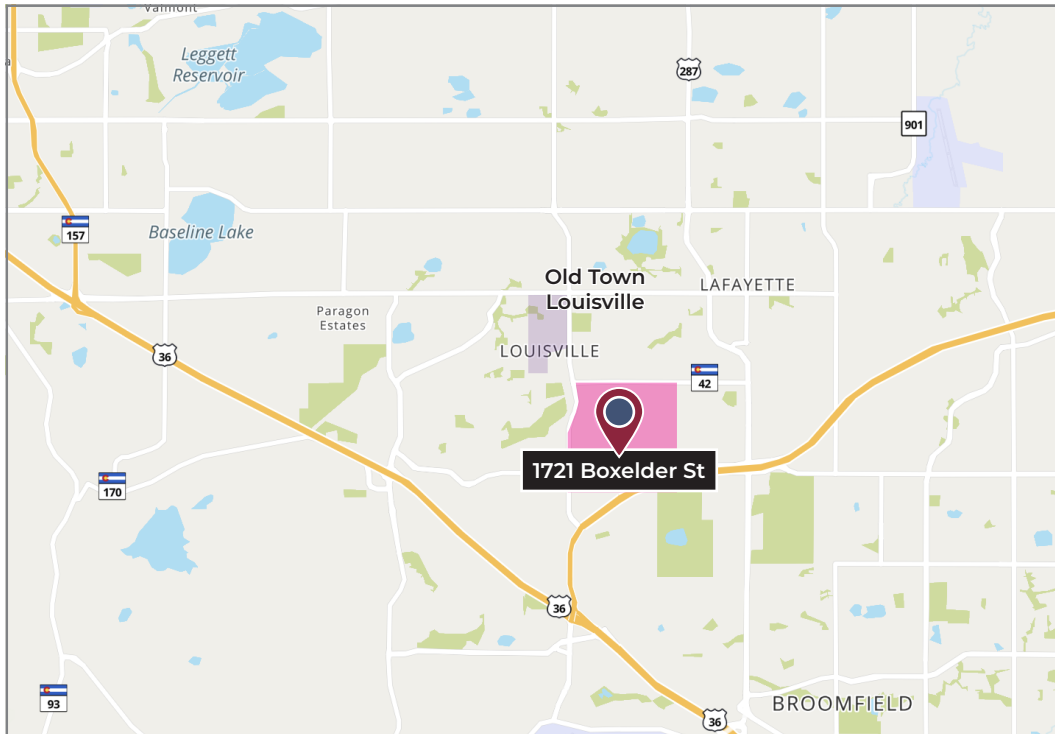 Valmont
Leggett
Reservoir
287
901
157
Baseline Lake
Old Town
Louisville
LAFAYETTE
Paragon
Estates
36
LOUISVILLE
42
1721 Boxelder St
170
36
93
BROOMFIELD
36